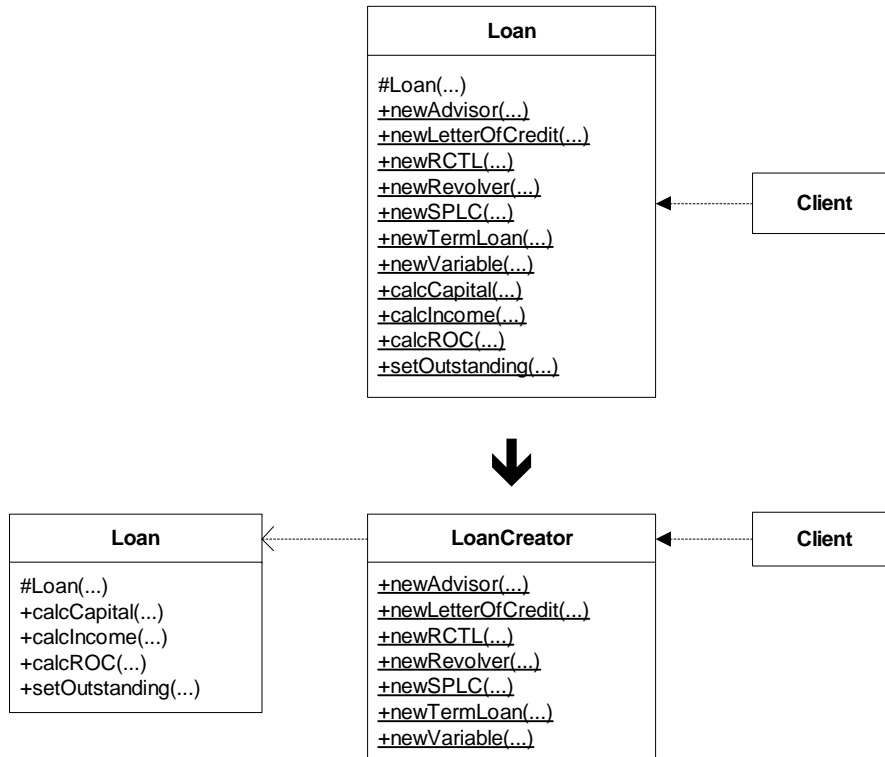 Loan
#Loan(...)
+newAdvisor(...)
+newLetterOfCredit(...)
+newRCTL(...)
+newRevolver(...)
+newSPLC(...)
+newTermLoan(...)
+newVariable(...)
+calcCapital(...)
+calcIncome(...)
+calcROC(...)
+setOutstanding(...)
Client
Loan
#Loan(...)
+calcCapital(...)
+calcIncome(...)
+calcROC(...)
+setOutstanding(...)
LoanCreator
+newAdvisor(...)
+newLetterOfCredit(...)
+newRCTL(...)
+newRevolver(...)
+newSPLC(...)
+newTermLoan(...)
+newVariable(...)
Client